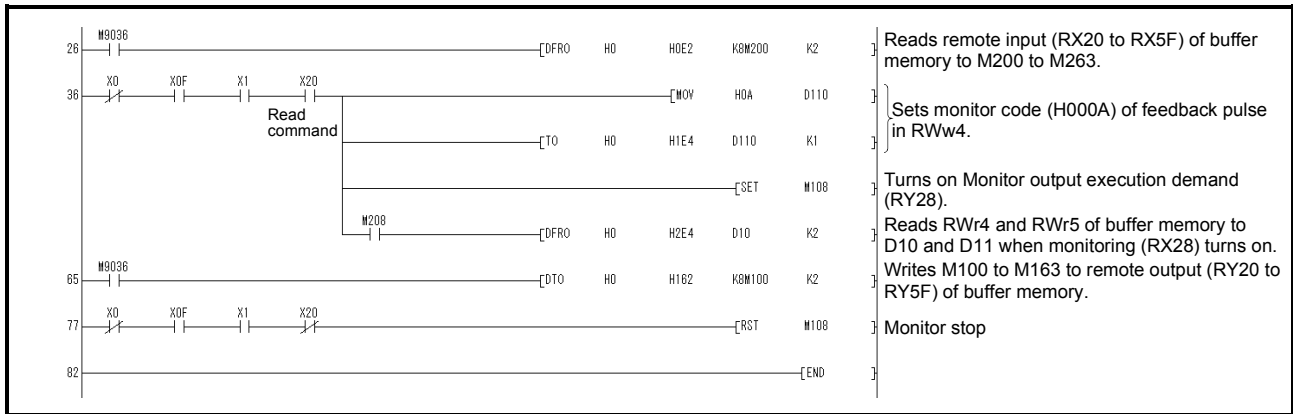 M9036
26 DFRO H0 H0E2 K8M200 K2
Reads remote input (RX20 to RX5F) of buffer
memory to M200 to M263.
X0 X0F X1 X20
36 MOV H0A D110
Read
command
Sets monitor code (H000A) of feedback pulse
in RWw4.
TO H0 H1E4 D110 K1
SET M108
Turns on Monitor output execution demand
(RY28).
M208
DFRO H0 H2E4 D10 K2
Reads RWr4 and RWr5 of buffer memory to
D10 and D11 when monitoring (RX28) turns on.
M9036
65 DTO H0 H162 K8M100 K2
Writes M100 to M163 to remote output (RY20 to
RY5F) of buffer memory.
X0 X0F X1 X20
77 RST M108
Monitor stop
82 END